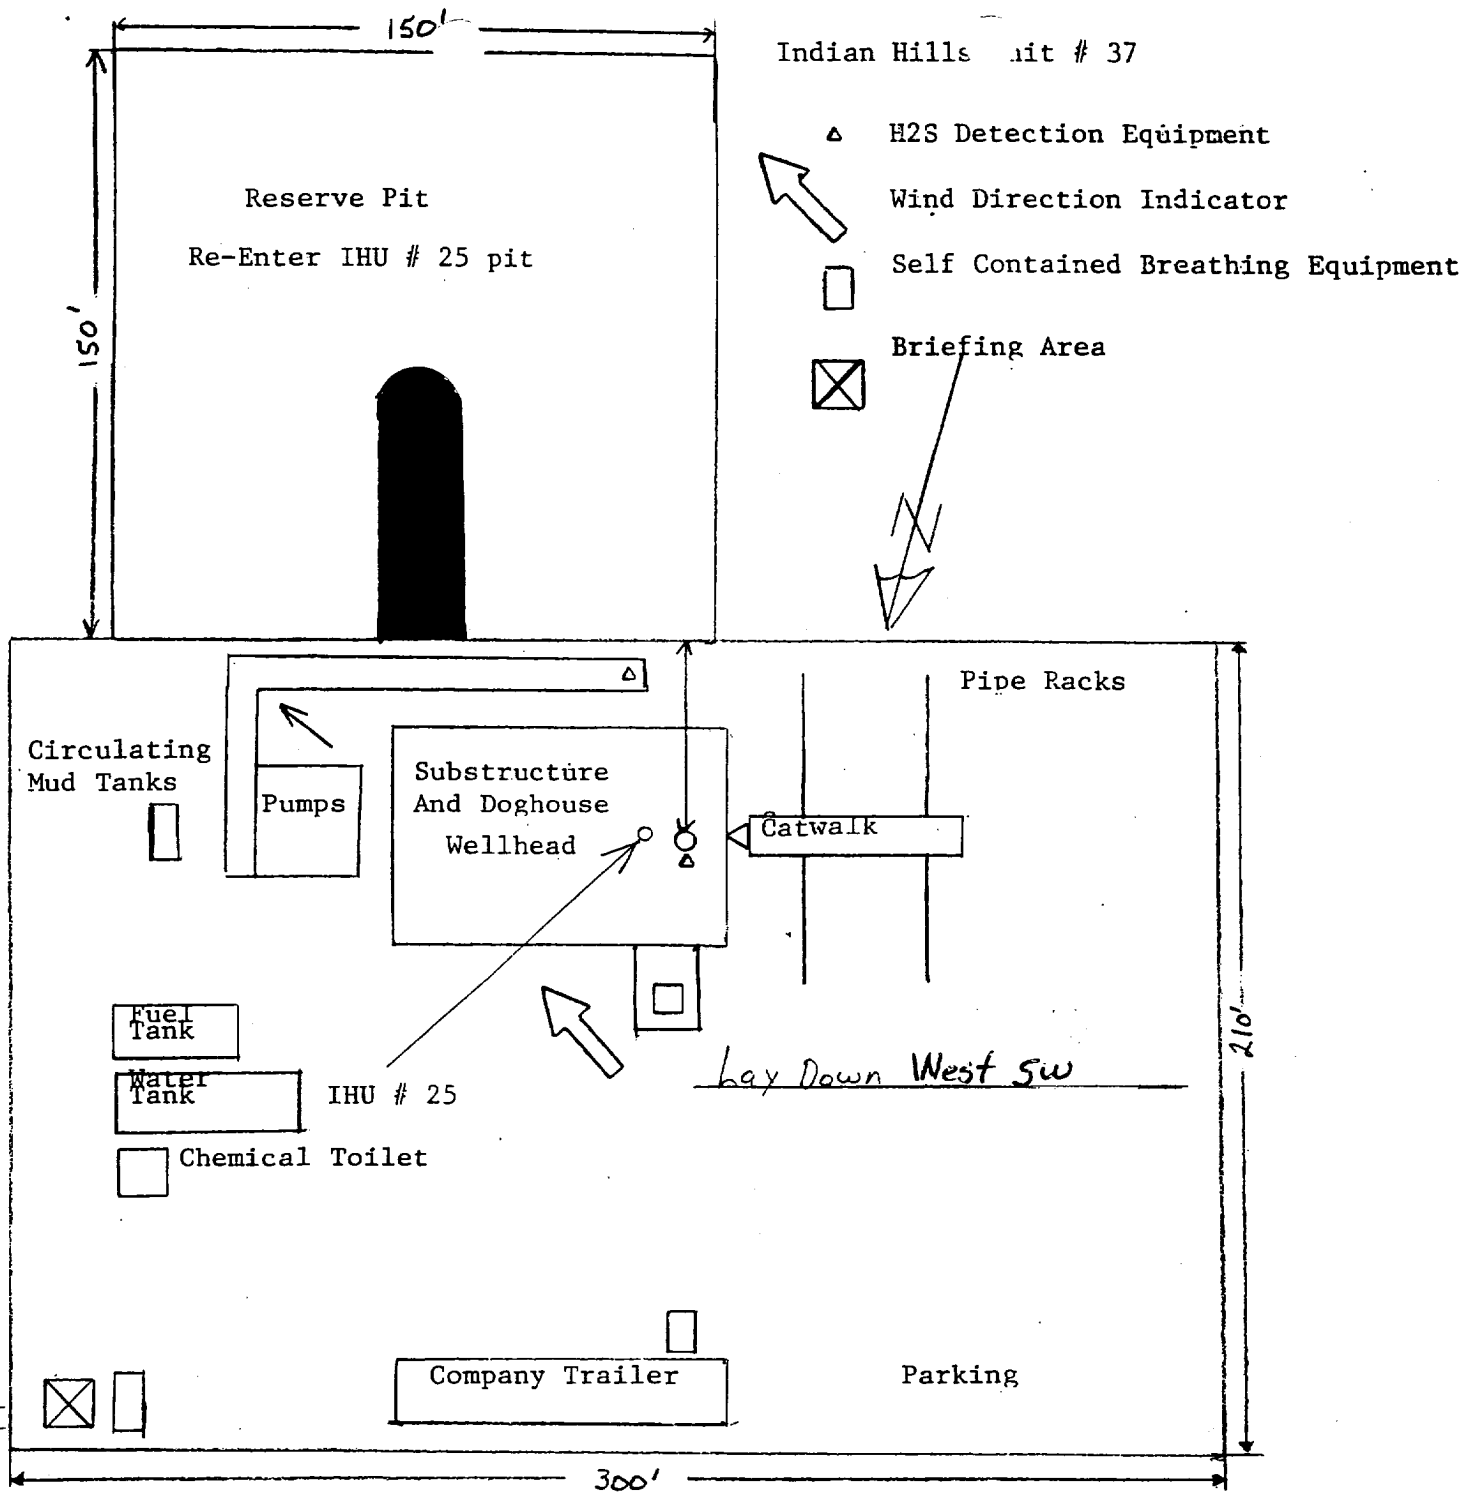 150'
Indian Hills # 37
H2S Detection Equipment
Wind Direction Indicator
Self Contained Breathing Equipment
Briefing Area
Reserve Pit
Re-Enter IHU # 25 pit
150'
N
Pipe Racks
Circulating
Mud Tanks
Pumps
Substructure
And Doghouse
Wellhead
Catwalk
Fuel
Tank
Water
Tank
IHU # 25
Chemical Toilet
Lay Down West SW
210'
Company Trailer
Parking
300'